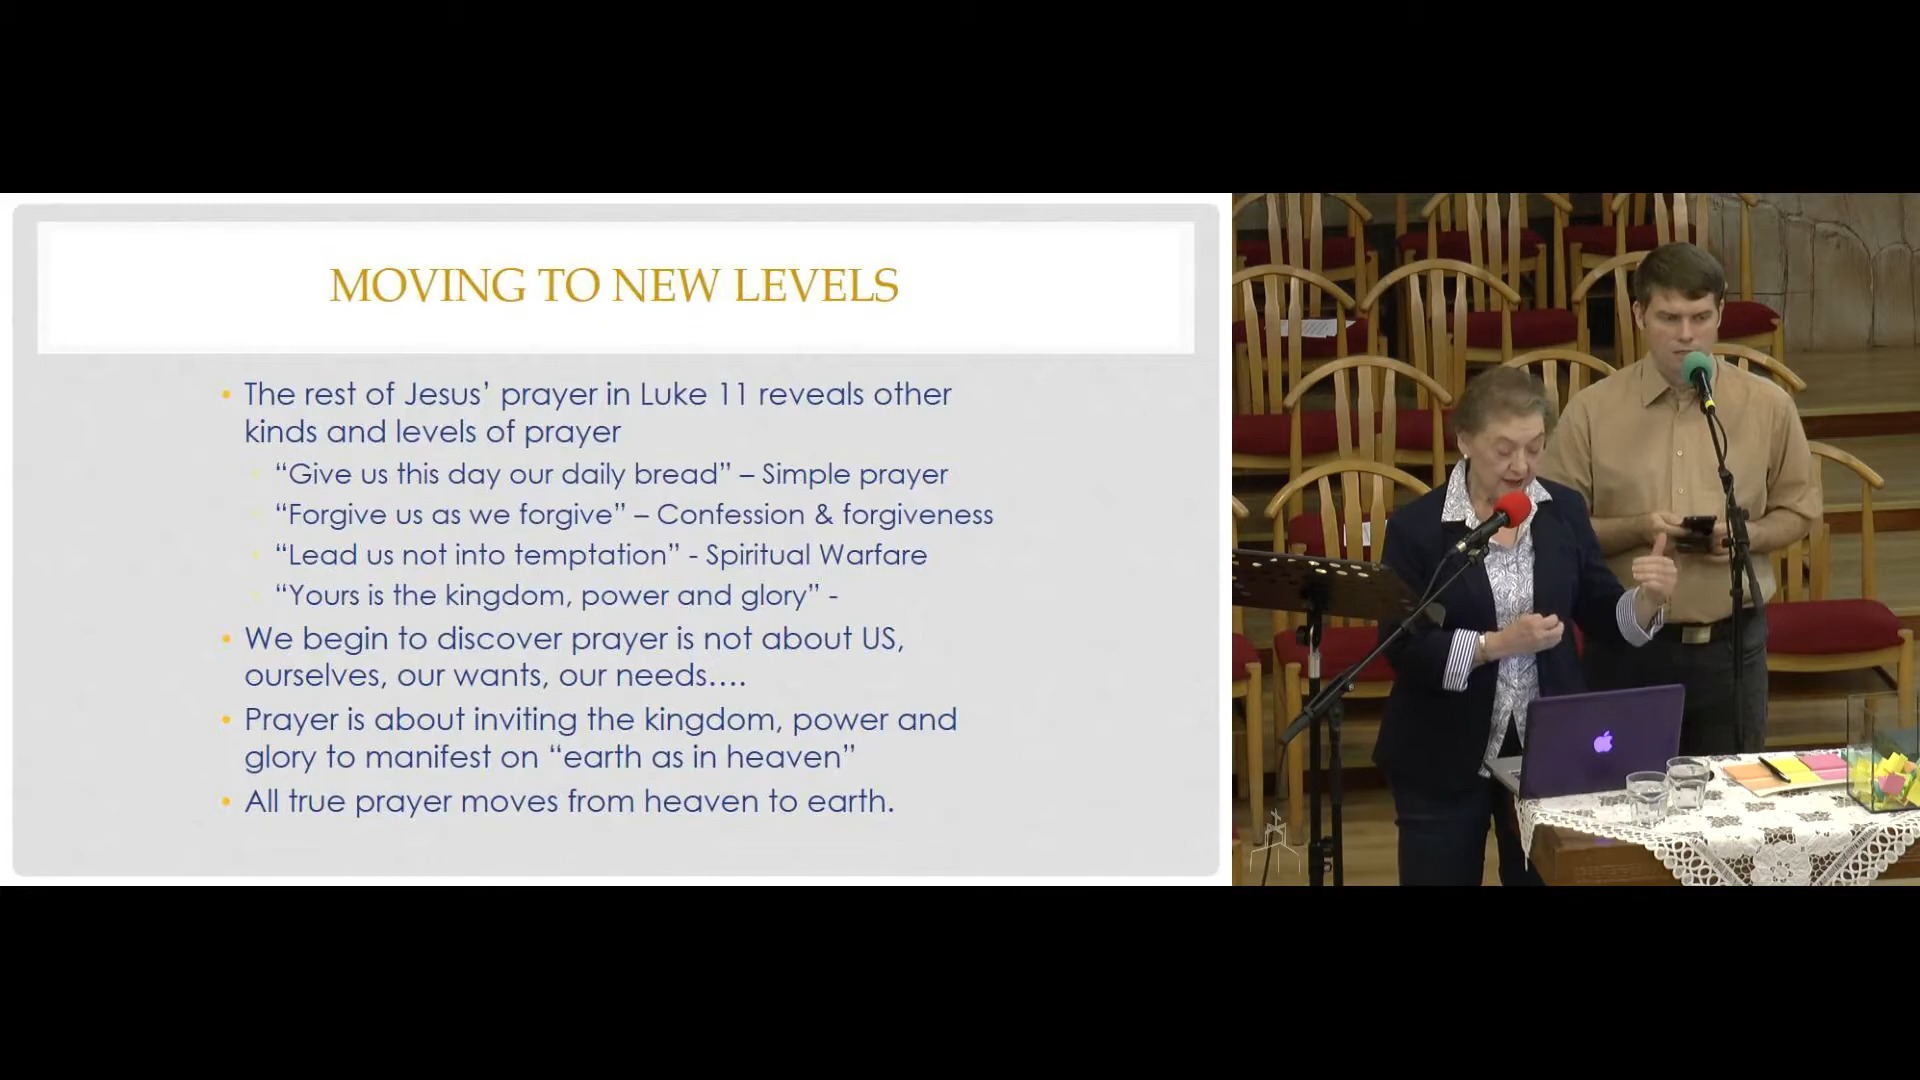 MOVING TO NEW LEVELS
• The rest of Jesus’ prayer in Luke 11 reveals other
kinds and levels of prayer
“Give us this day our daily bread” – Simple prayer
“Forgive us as we forgive” – Confession & forgiveness
“Lead us not into temptation” - Spiritual Warfare
“Yours is the kingdom, power and glory” -
• We begin to discover prayer is not about US,
ourselves, our wants, our needs….
• Prayer is about inviting the kingdom, power and
glory to manifest on “earth as in heaven”
• All true prayer moves from heaven to earth.